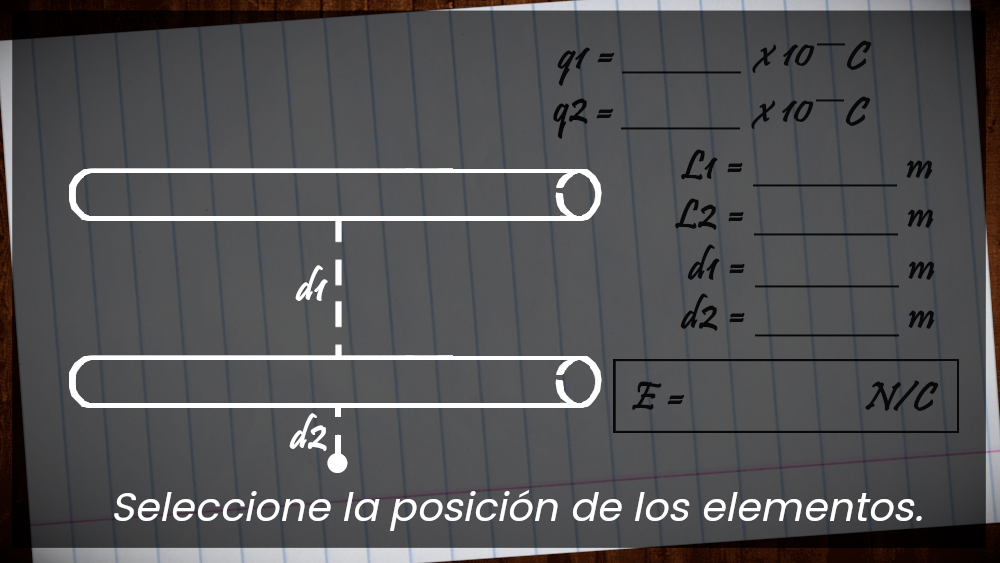 q1 = ______ x 10¯ C
q2 = ______ x 10¯ C
L1 = ______ m
L2 = ______ m
d1 = ______ m
d2 = ______ m
E = N/C
d1
d2
Seleccione la posición de los elementos.